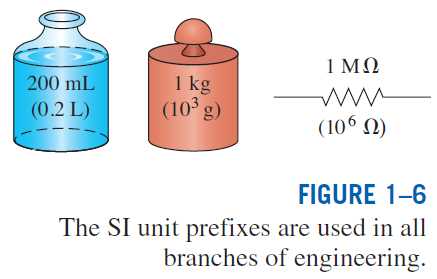 200 mL
(0.2 L)
1 kg
(10³ g)
1 MΩ
(10⁶ Ω)
FIGURE 1–6
The SI unit prefixes are used in all
branches of engineering.